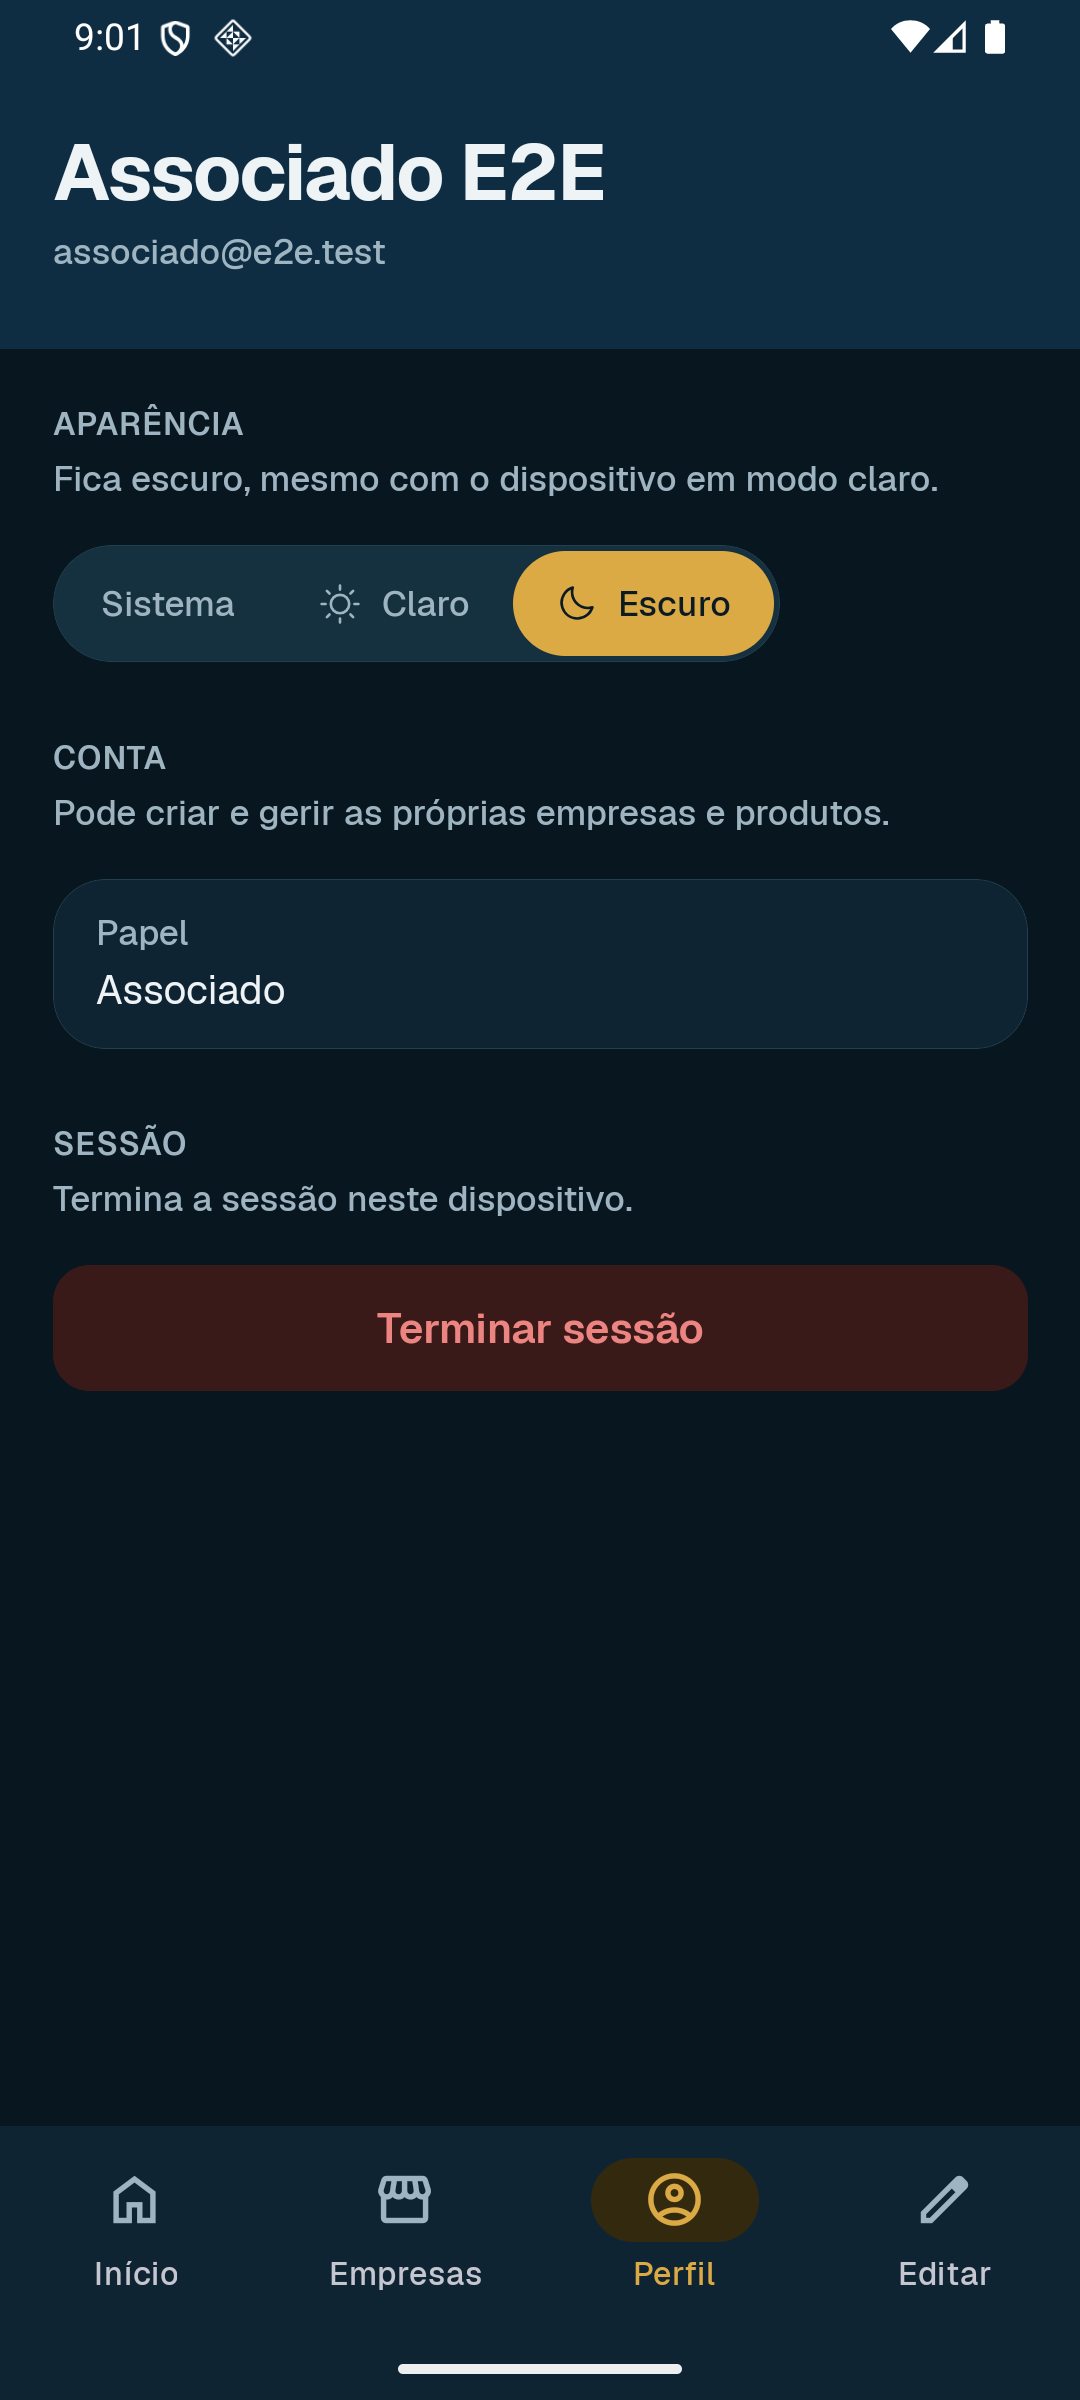 9:01
Associado E2E
associado@e2e.test
APARÊNCIA
Fica escuro, mesmo com o dispositivo em modo claro.
Sistema
Claro
Escuro
CONTA
Pode criar e gerir as próprias empresas e produtos.
Papel
Associado
SESSÃO
Termina a sessão neste dispositivo.
Terminar sessão
Início
Empresas
Perfil
Editar